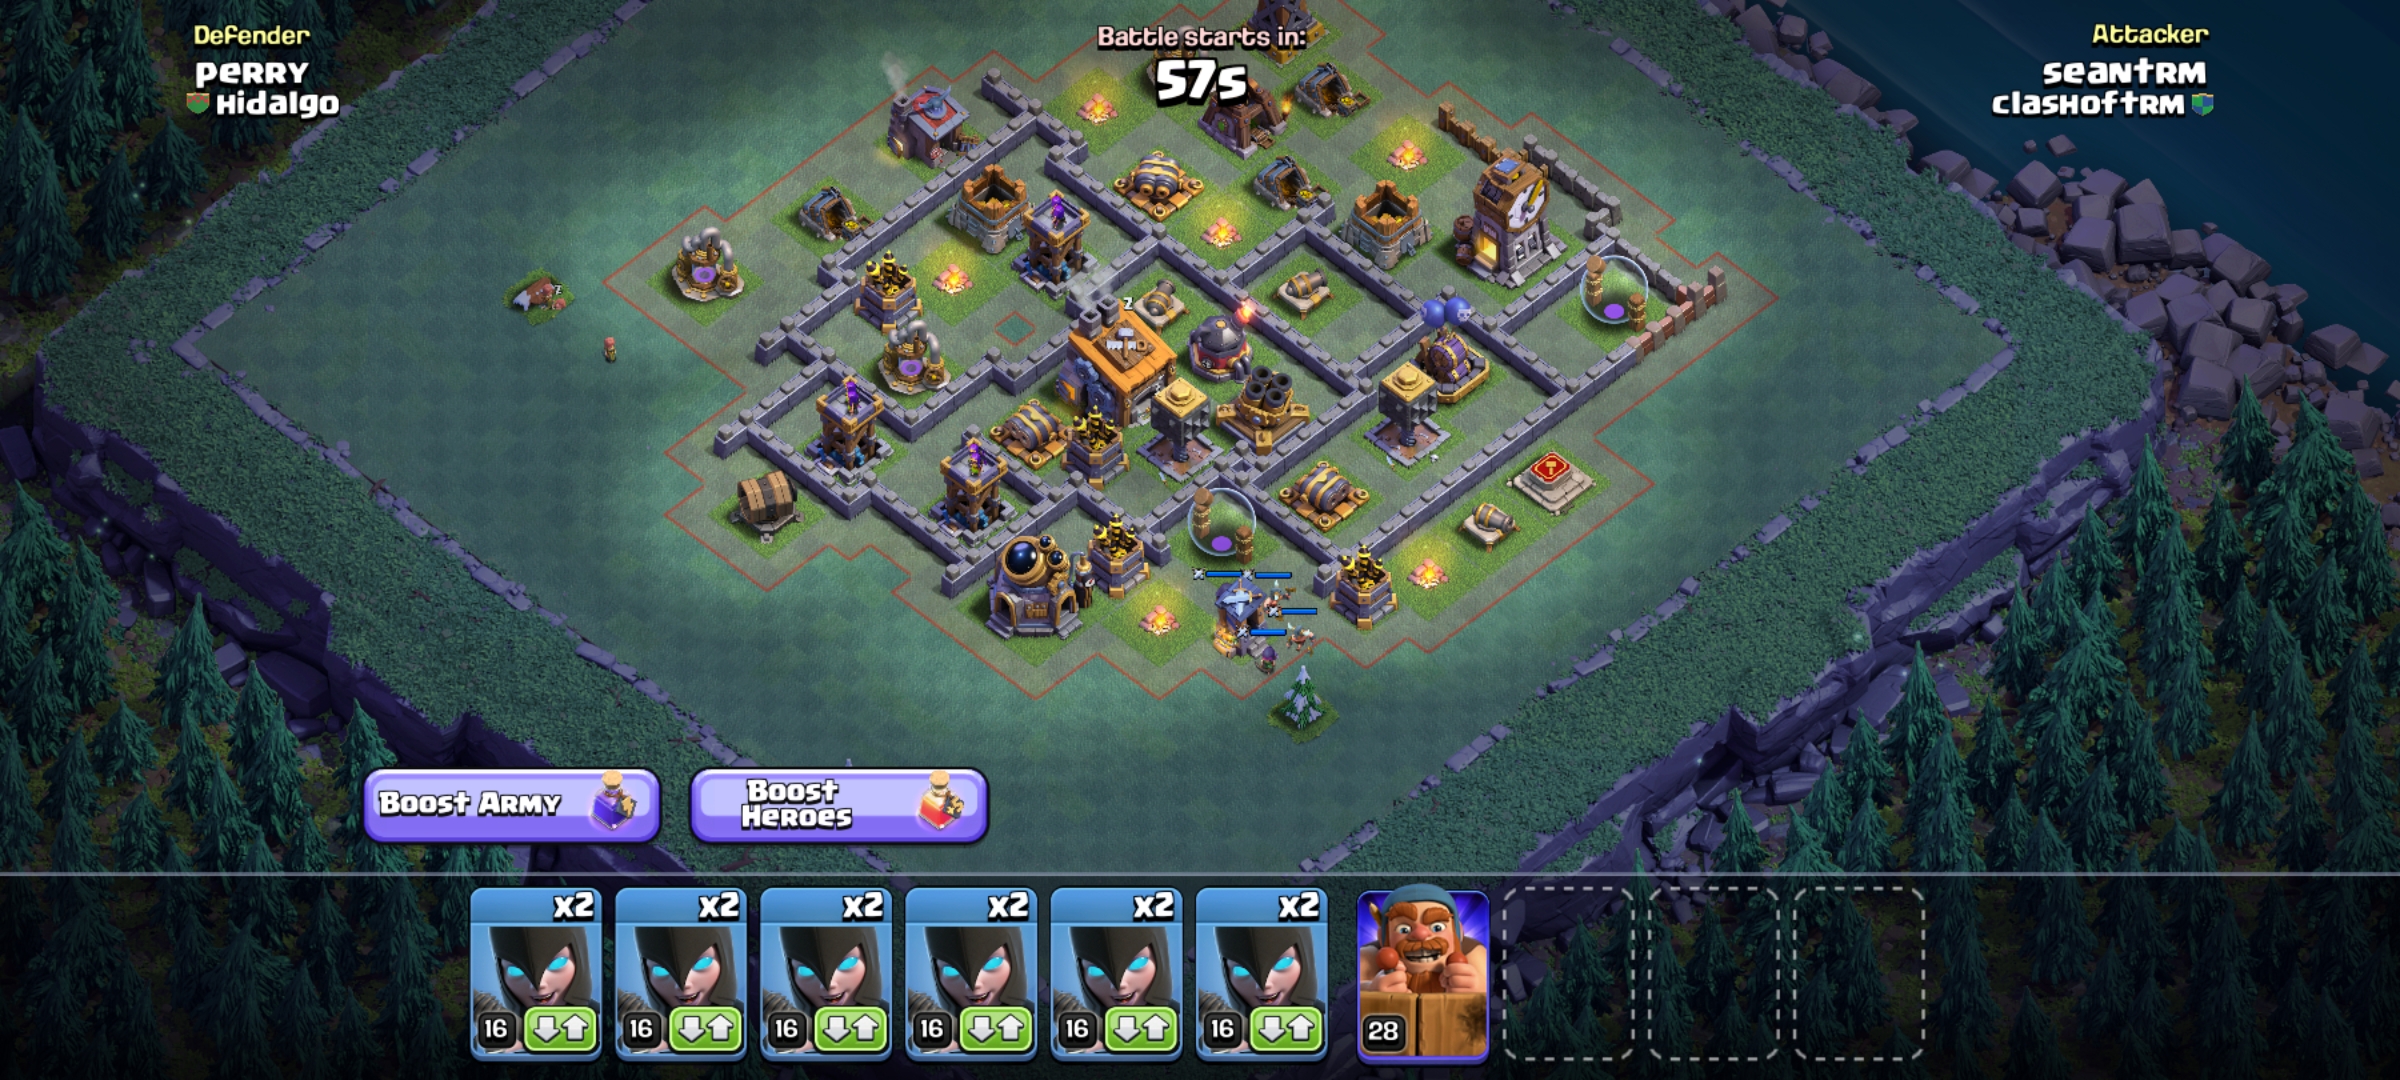 Defender
PERRY
Hidalgo
Battle starts in:
57s
Attacker
seantRM
clashoftRM
z
z
Boost Army
Boost
Heroes
x2
x2
x2
x2
x2
x2
16
16
16
16
16
16
28